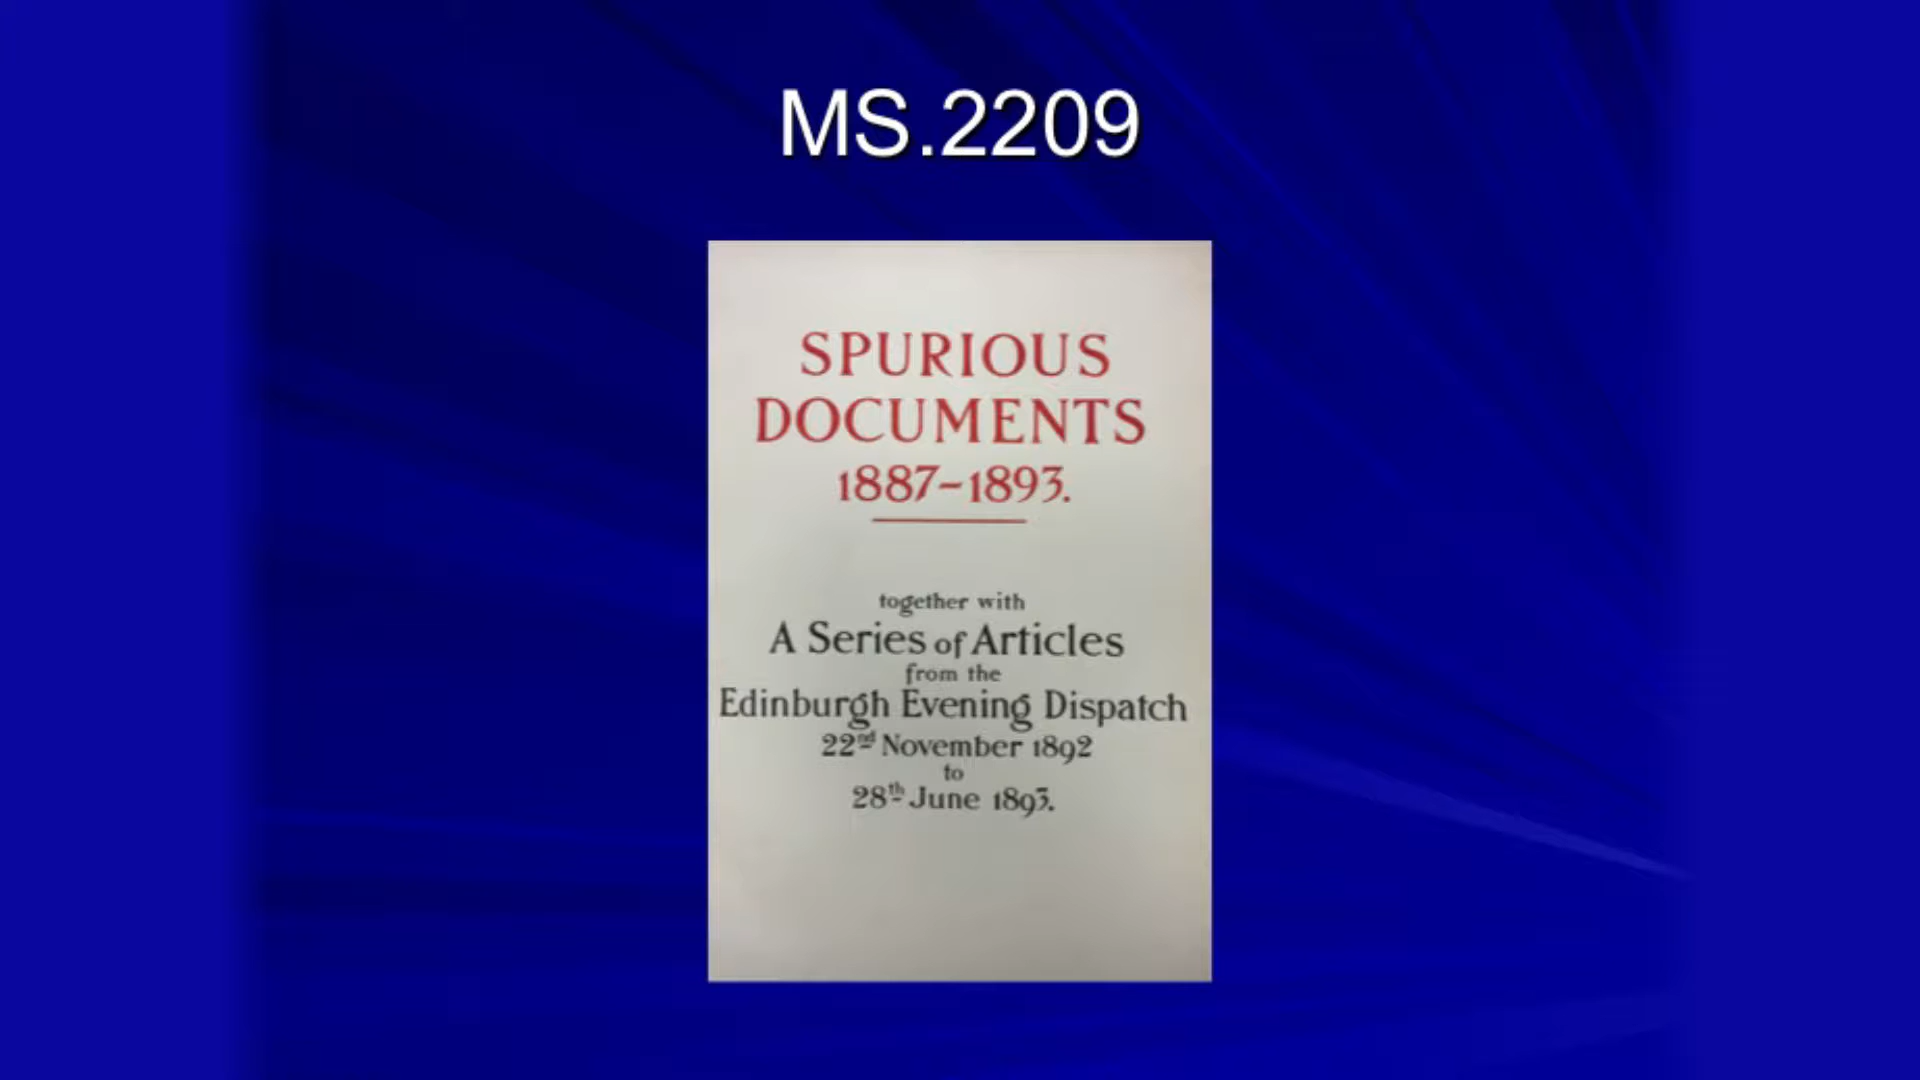 MS.2209
SPURIOUS
DOCUMENTS
1887-1893.
together with
A Series of Articles
from the
Edinburgh Evening Dispatch
22nd November 1892
to
28th June 1893.